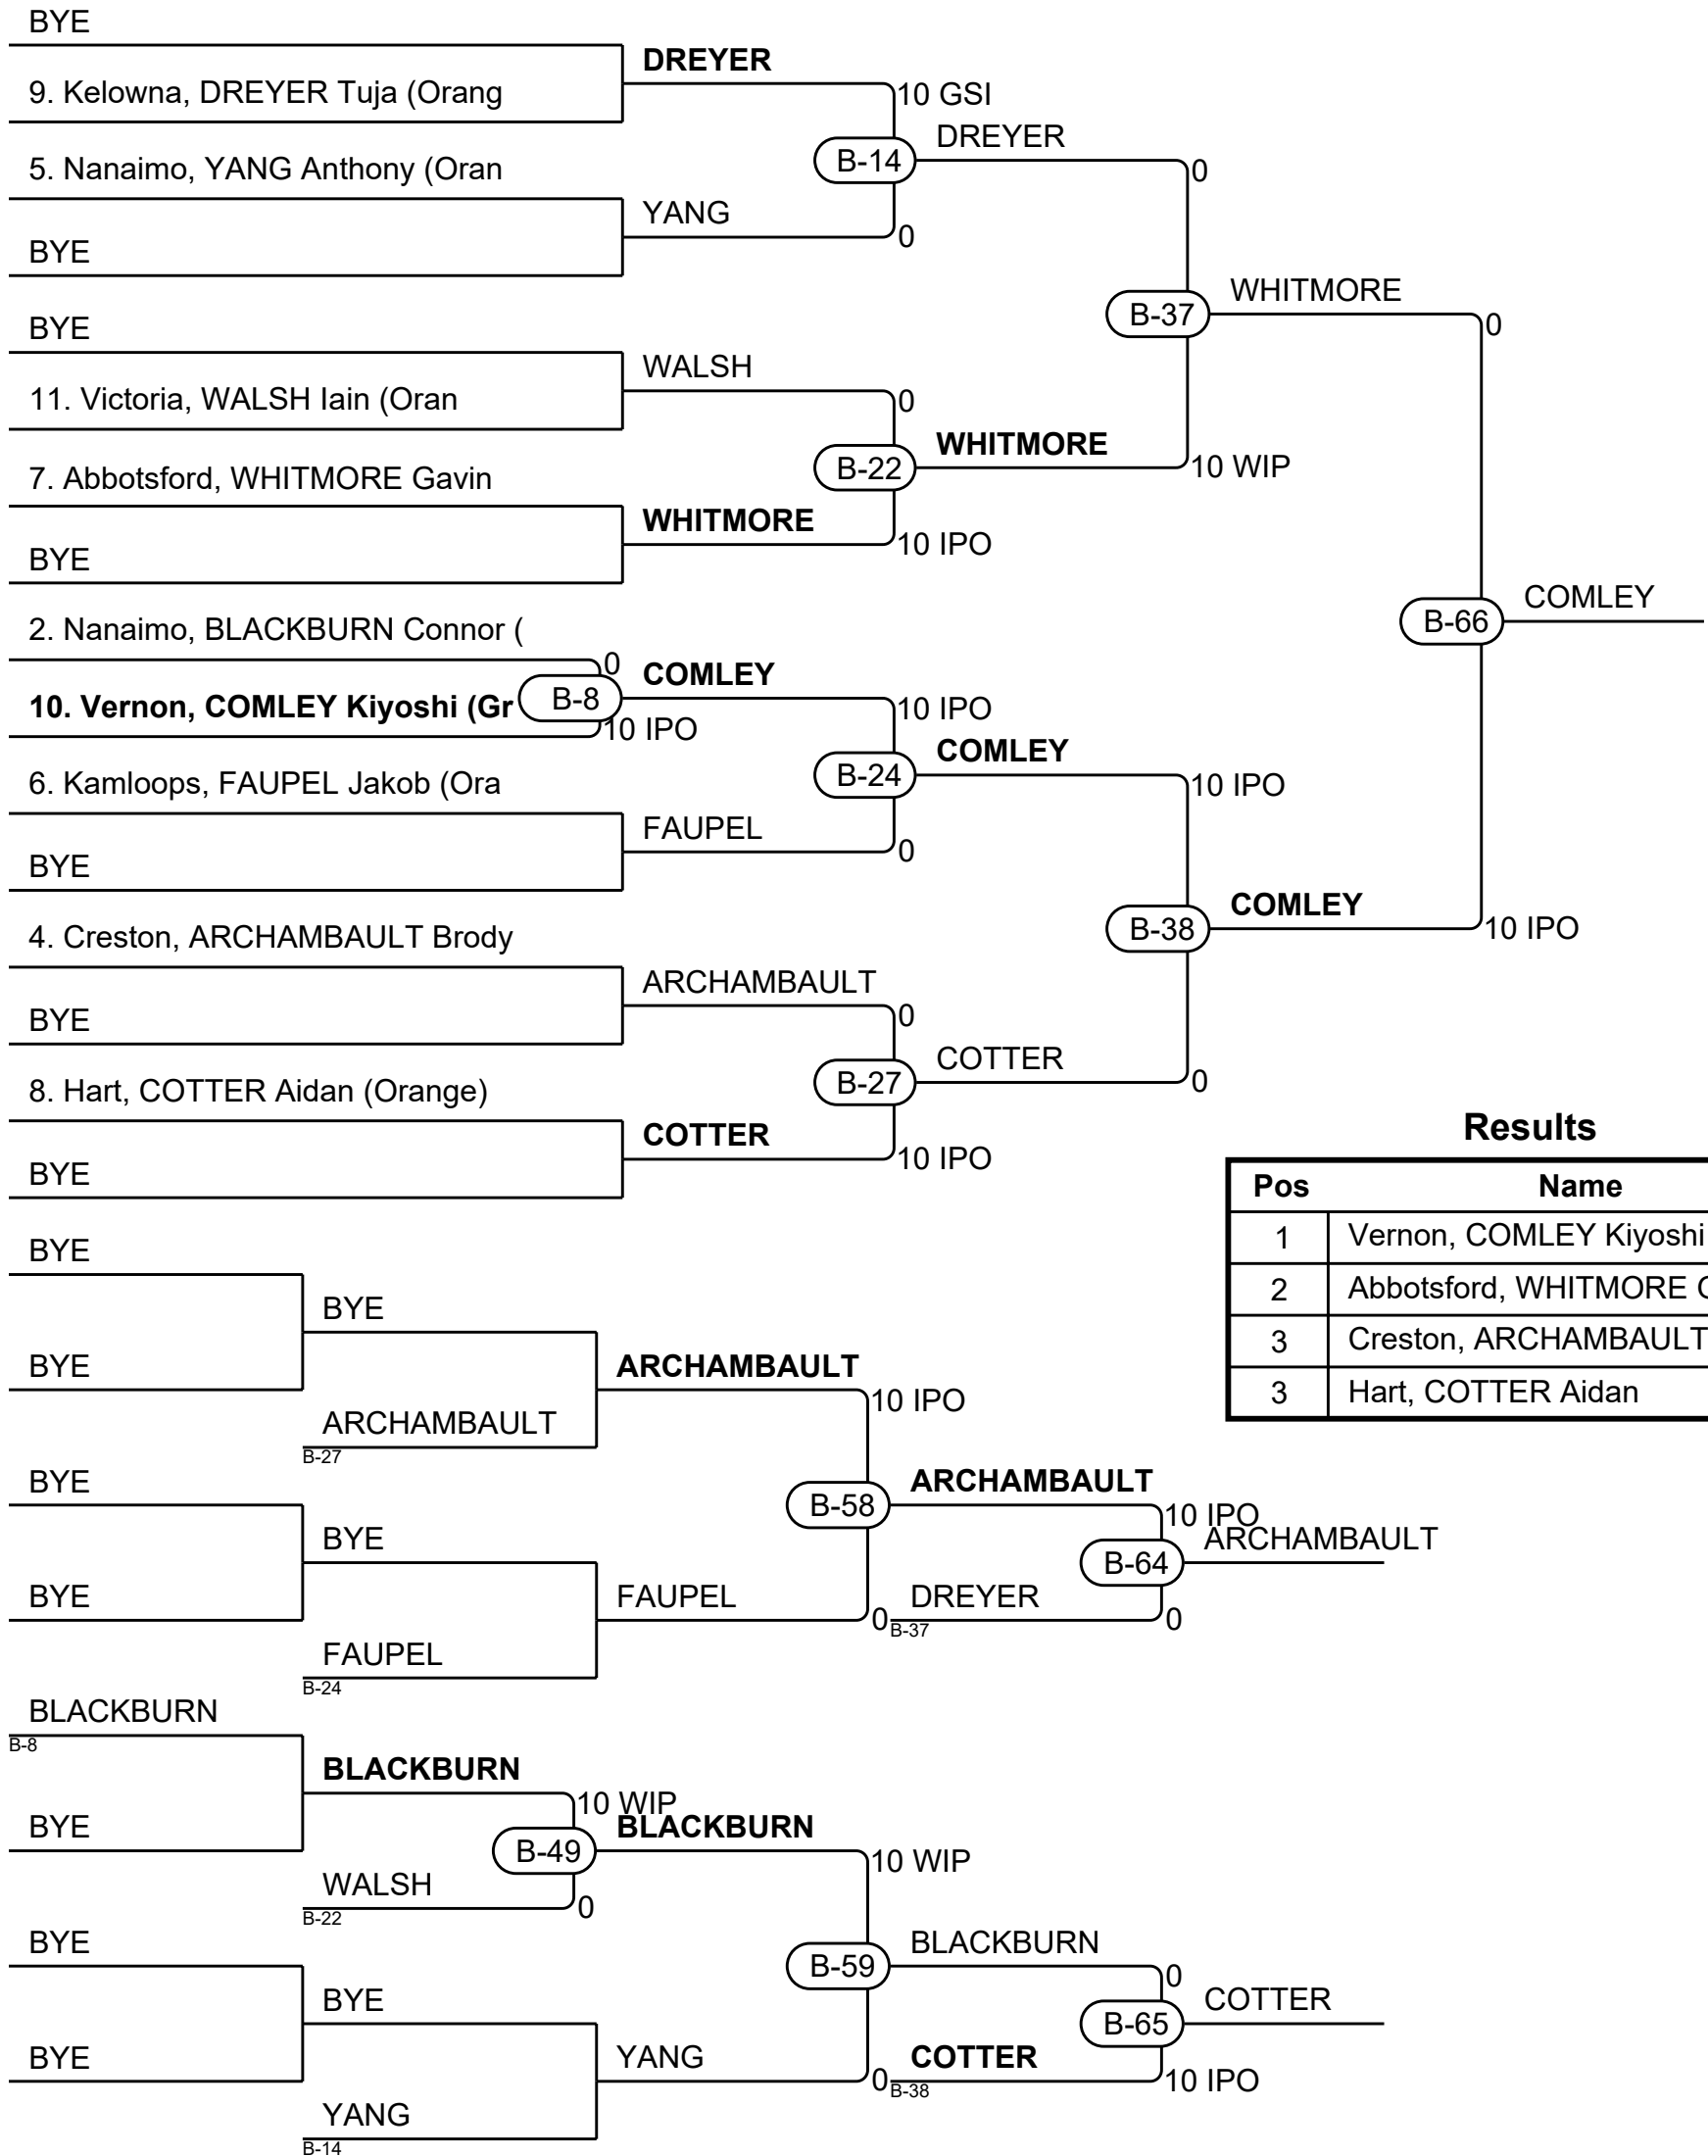 BYE
DREYER
9. Kelowna, DREYER Tuja (Orang
10 GSI
DREYER
B-14
5. Nanaimo, YANG Anthony (Oran
0
YANG
0
BYE
WHITMORE
B-37
BYE
0
WALSH
11. Victoria, WALSH Iain (Oran
0
WHITMORE
B-22
10 WIP
7. Abbotsford, WHITMORE Gavin
WHITMORE
10 IPO
BYE
COMLEY
B-66
2. Nanaimo, BLACKBURN Connor (
0
COMLEY
10. Vernon, COMLEY Kiyoshi (Gr
B-8
10 IPO
10 IPO
COMLEY
B-24
6. Kamloops, FAUPEL Jakob (Ora
10 IPO
FAUPEL
0
BYE
COMLEY
B-38
10 IPO
4. Creston, ARCHAMBAULT Brody
ARCHAMBAULT
0
BYE
COTTER
B-27
0
8. Hart, COTTER Aidan (Orange)
COTTER
10 IPO
BYE
Results
Pos Name
1 Vernon, COMLEY Kiyoshi
2 Abbotsford, WHITMORE
3 Creston, ARCHAMBAULT
3 Hart, COTTER Aidan
BYE
BYE
BYE
ARCHAMBAULT
10 IPO
ARCHAMBAULT
B-27
BYE
ARCHAMBAULT
B-58
10 IPO
ARCHAMBAULT
B-64
BYE
BYE
FAUPEL
0
DREYER
B-37
0
FAUPEL
B-24
BLACKBURN
B-8
BLACKBURN
10 WIP
BYE
BLACKBURN
B-49
10 WIP
WALSH
B-22
0
BYE
BLACKBURN
B-59
0
COTTER
B-65
BYE
BYE
YANG
0
COTTER
B-38
10 IPO
YANG
B-14